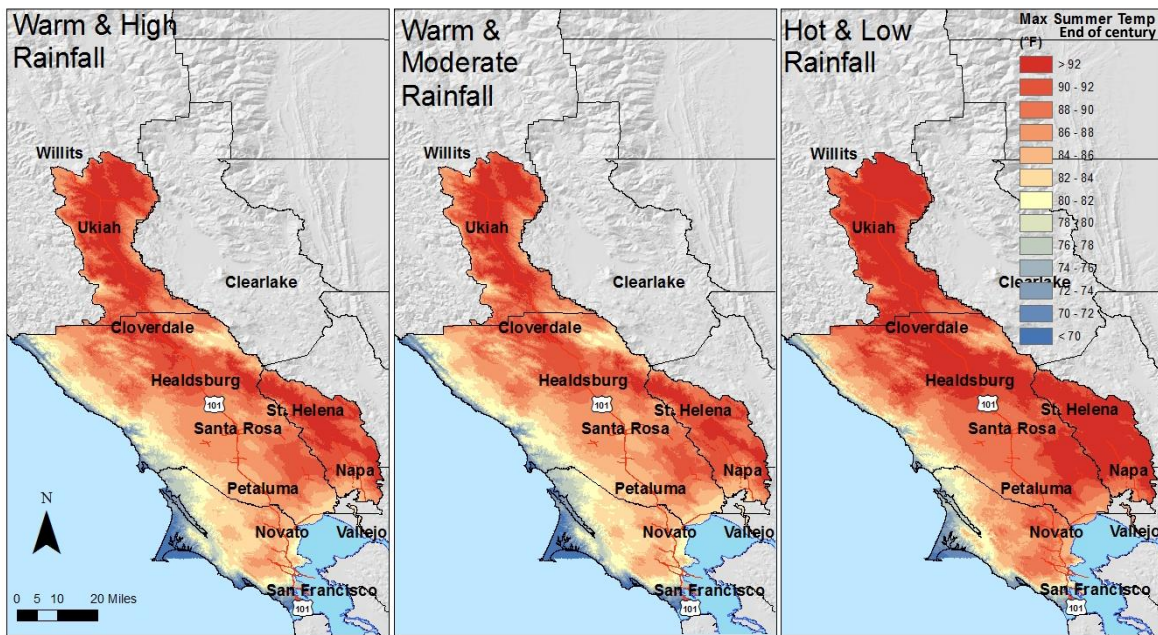 Warm & High
Rainfall
Willits
Ukiah
Clearlake
Cloverdale
Healdsburg
101
St. Helena
Santa Rosa
Napa
Petaluma
N
Novato
Vallejo
San Francisco
0 5 10 20 Miles
101
Warm &
Moderate
Rainfall
Willits
Ukiah
Clearlake
Cloverdale
Healdsburg
101
St. Helena
Santa Rosa
Napa
Petaluma
Novato
Vallejo
San Francisco
101
Hot & Low
Rainfall
Max Summer Temp
(°F) End of century
> 92
90 - 92
88 - 90
86 - 88
84 - 86
82 - 84
80 - 82
78 - 80
76 - 78
74 - 76
72 - 74
70 - 72
< 70
Willits
Ukiah
Clearlake
Cloverdale
Healdsburg
101
St. Helena
Santa Rosa
Napa
Petaluma
Novato
Vallejo
San Francisco
101